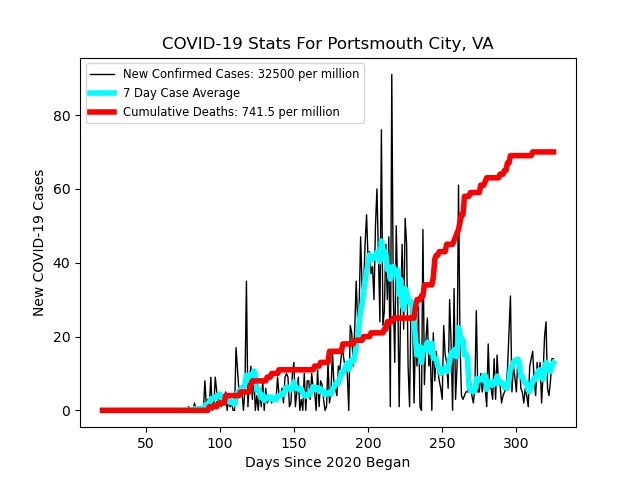 COVID-19 Stats For Portsmouth City, VA
New Confirmed Cases: 32500 per million
7 Day Case Average
Cumulative Deaths: 741.5 per million
New COVID-19 Cases
80
60
40
20
0
50 100 150 200 250 300
Days Since 2020 Began